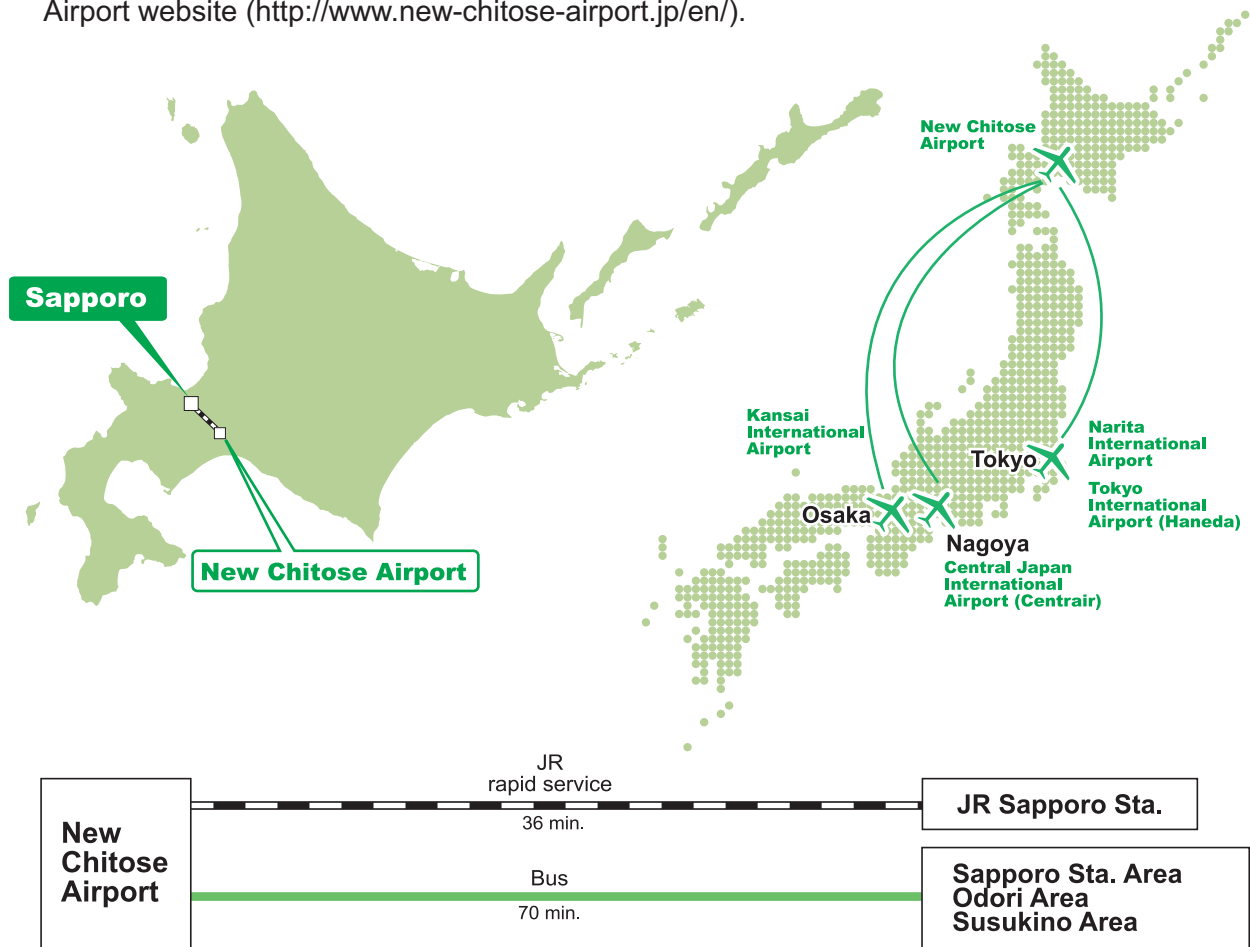 Airport website (http://www.new-chitose-airport.jp/en/).
New Chitose
Airport
Sapporo
Kansai
International
Airport
Narita
International
Airport
Tokyo
Tokyo
International
Airport (Haneda)
Osaka
Nagoya
Central Japan
International
Airport (Centrair)
New Chitose Airport
JR
rapid service
36 min.
JR Sapporo Sta.
New
Chitose
Airport
Bus
70 min.
Sapporo Sta. Area
Odori Area
Susukino Area